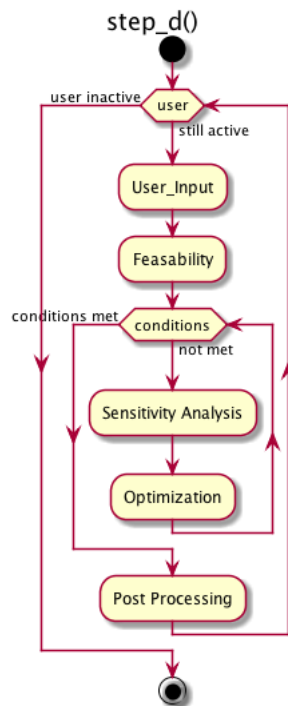 step_d()
user inactive
user
still active
User_Input
Feasability
conditions met
conditions
not met
Sensitivity Analysis
Optimization
Post Processing